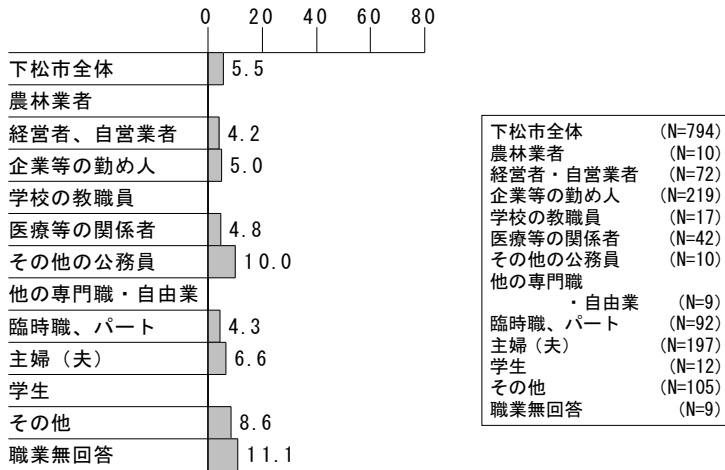 0 20 40 60 80
下松市全体 5.5
農林業者
経営者、自営業者 4.2
企業等の勤め人 5.0
学校の教職員
医療等の関係者 4.8
その他の公務員 10.0
他の専門職・自由業
臨時職、パート 4.3
主婦（夫） 6.6
学生
その他 8.6
職業無回答 11.1
下松市全体 (N=794)
農林業者 (N=10)
経営者・自営業者 (N=72)
企業等の勤め人 (N=219)
学校の教職員 (N=17)
医療等の関係者 (N=42)
その他の公務員 (N=10)
他の専門職
・自由業 (N=9)
臨時職、パート (N=92)
主婦（夫） (N=197)
学生 (N=12)
その他 (N=105)
職業無回答 (N=9)